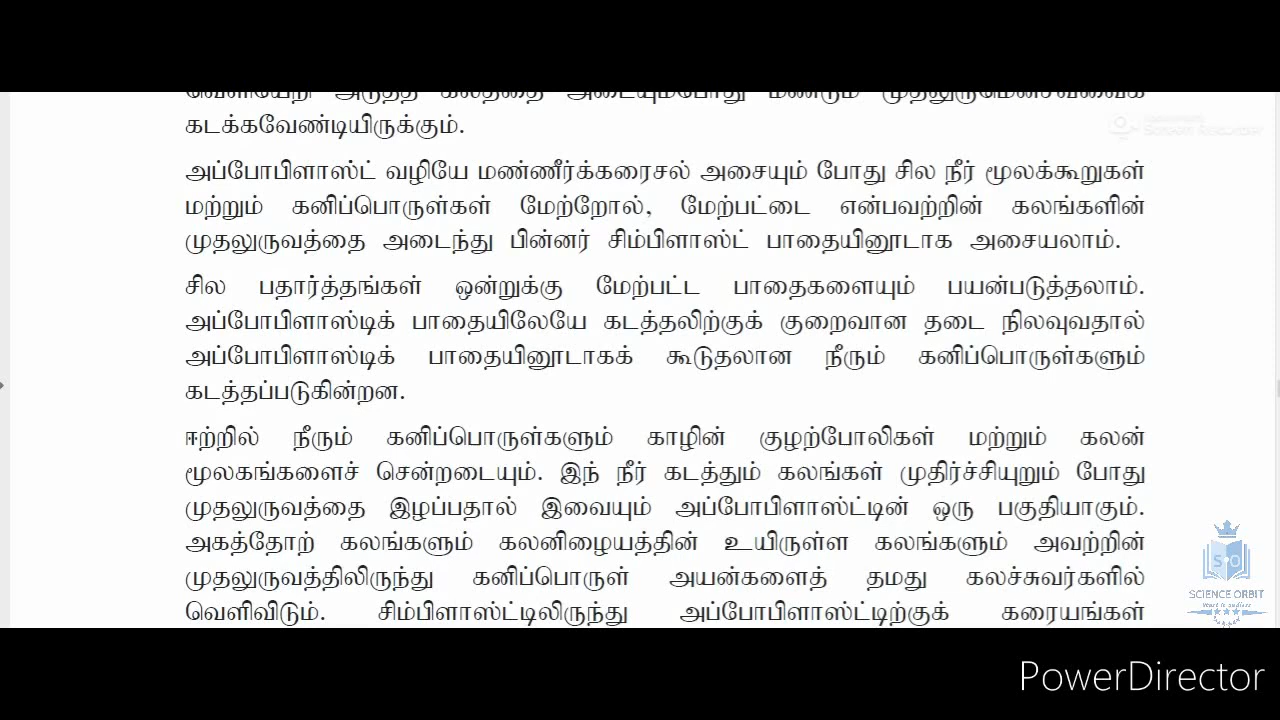 கடக்கவேண்டியிருக்கும்.
அப்போபிளாஸ்ட் வழியே மண்ணீர்க்கரைசல் அசையும் போது சில நீர் மூலக்கூறுகள்
மற்றும் கனிப்பொருள்கள் மேற்றோல், மேற்பட்டை என்பவற்றின் கலங்களின்
முதலுருவத்தை அடைந்து பின்னர் சிம்பிளாஸ்ட் பாதையினூடாக அசையலாம்.
சில பதார்த்தங்கள் ஒன்றுக்கு மேற்பட்ட பாதைகளையும் பயன்படுத்தலாம்.
அப்போபிளாஸ்டிக் பாதையிலேயே கடத்தலிற்குக் குறைவான தடை நிலவுவதால்
அப்போபிளாஸ்டிக் பாதையினூடாகக் கூடுதலான நீரும் கனிப்பொருள்களும்
கடத்தப்படுகின்றன.
ஈற்றில் நீரும் கனிப்பொருள்களும் காழின் குழற்போலிகள் மற்றும் கலன்
மூலகங்களைச் சென்றடையும். இந் நீர் கடத்தும் கலங்கள் முதிர்ச்சியுறும் போது
முதலுருவத்தை இழப்பதால் இவையும் அப்போபிளாஸ்ட்டின் ஒரு பகுதியாகும்.
அகத்தோற் கலங்களும் கலனிழையத்தின் உயிருள்ள கலங்களும் அவற்றின்
முதலுருவத்திலிருந்து கனிப்பொருள் அயன்களைத் தமது கலச்சுவர்களில்
வெளிவிடும். சிம்பிளாஸ்ட்டிலிருந்து அப்போபிளாஸ்ட்டிற்குக் கரையங்கள்
S O
SCIENCE ORBIT
PowerDirector